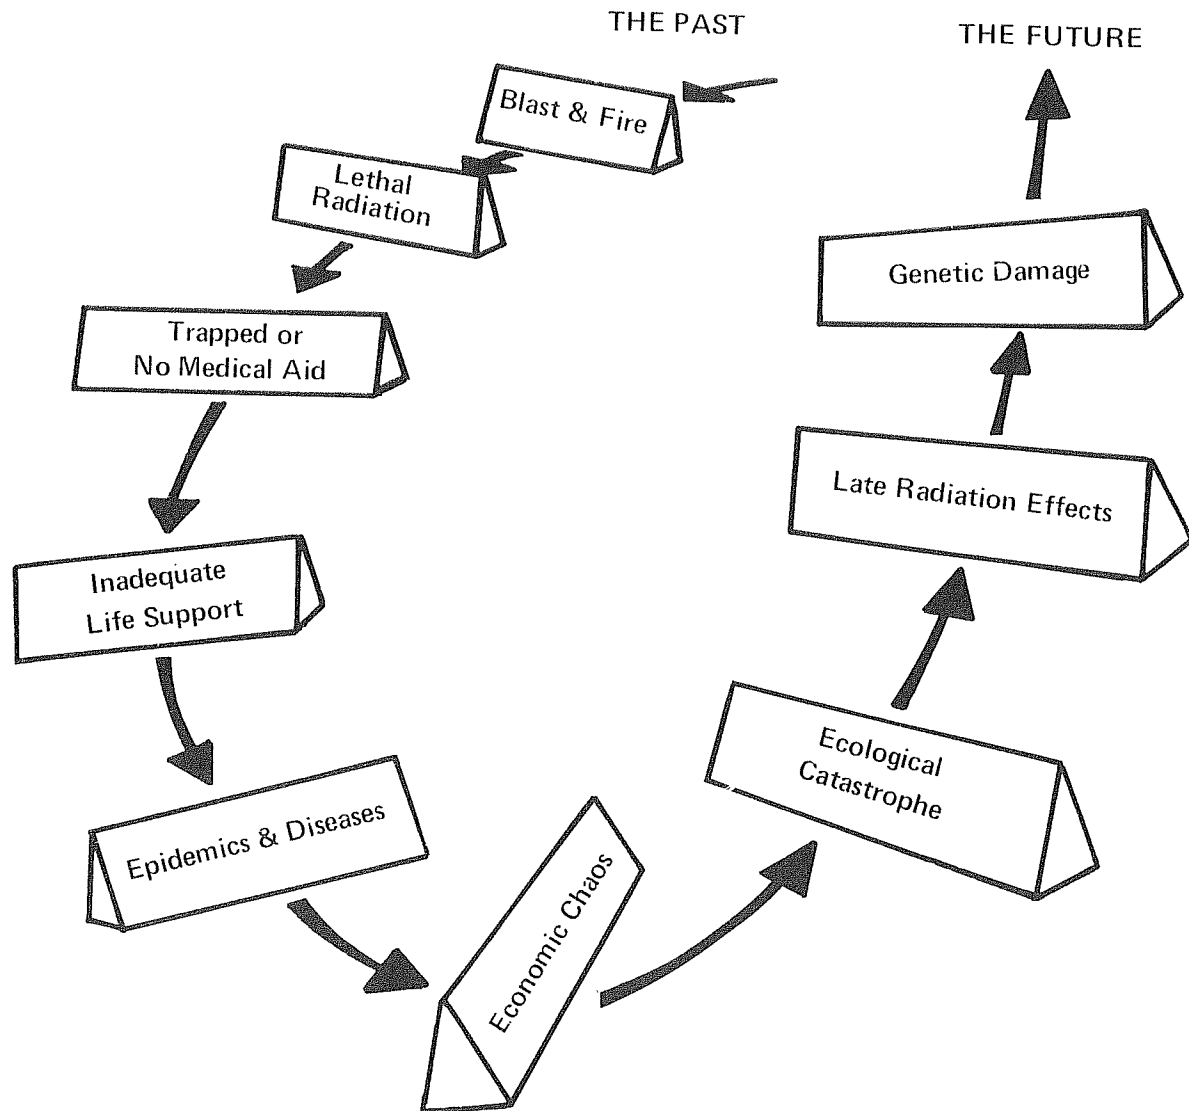 THE PAST
THE FUTURE
Blast & Fire
Lethal
Radiation
Trapped or
No Medical Aid
Inadequate
Life Support
Epidemics & Diseases
Economic Chaos
Ecological
Catastrophe
Late Radiation Effects
Genetic Damage